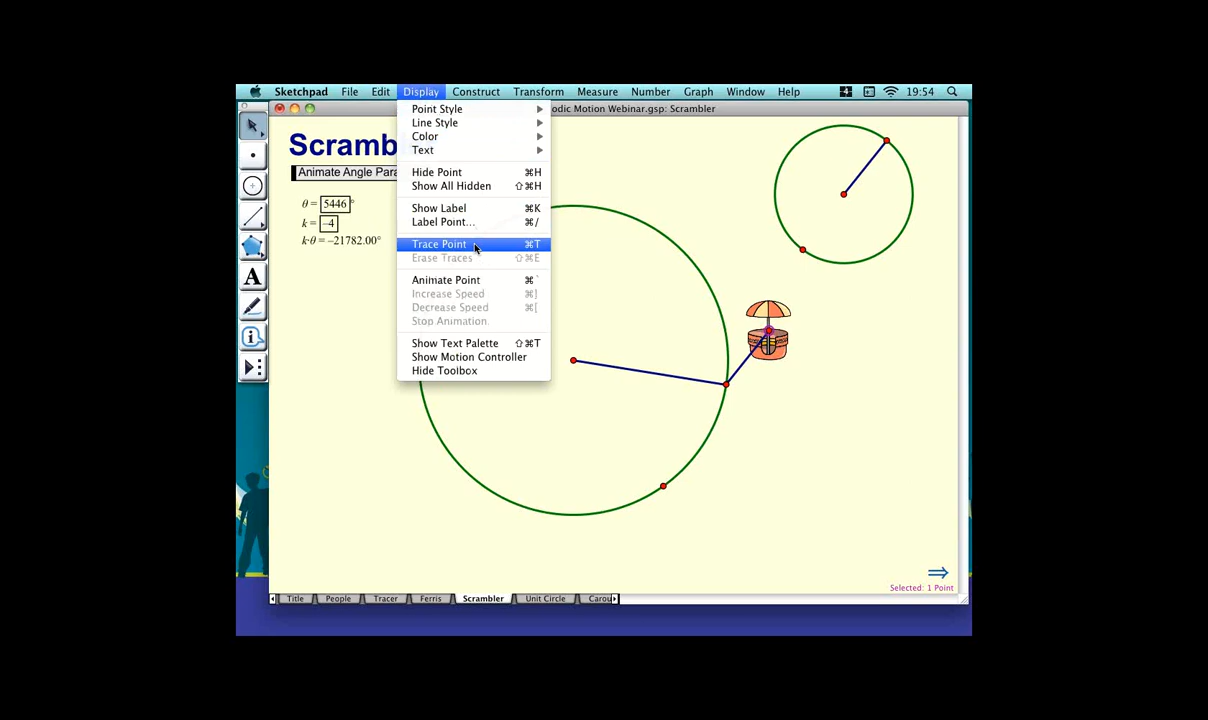 Sketchpad File Edit Display Construct Transform Measure Number Graph Window Help 4 19:54
odic Motion Webinar.gsp: Scrambler
Scramb
Animate Angle Para
θ = 5446 °
k = –4
k·θ = –21782.00°
Point Style
Line Style
Color
Text
Hide Point ⌘H
Show All Hidden ⇧⌘H
Show Label ⌘K
Label Point... ⌘/
Trace Point ⌘T
Erase Traces ⇧⌘E
Animate Point ⌘`
Increase Speed ⌘]
Decrease Speed ⌘[
Stop Animation
Show Text Palette ⇧⌘T
Show Motion Controller
Hide Toolbox
A
Selected: 1 Point
Title People Tracer Ferris Scrambler Unit Circle Carou